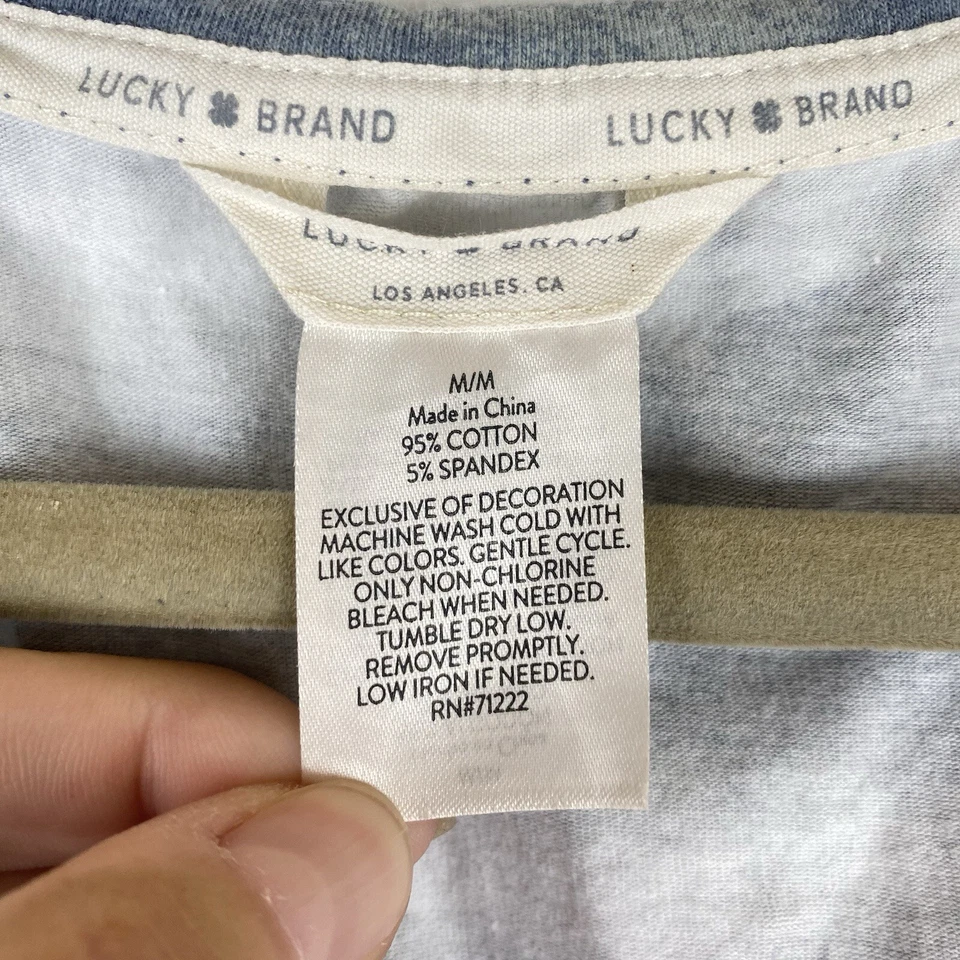 LUCKY BRAND
LUCKY BRAND
LUCKY BRAND
LOS ANGELES, CA
M/M
Made in China
95% COTTON
5% SPANDEX
EXCLUSIVE OF DECORATION
MACHINE WASH COLD WITH
LIKE COLORS. GENTLE CYCLE.
ONLY NON-CHLORINE
BLEACH WHEN NEEDED.
TUMBLE DRY LOW.
REMOVE PROMPTLY.
LOW IRON IF NEEDED.
RN#71222